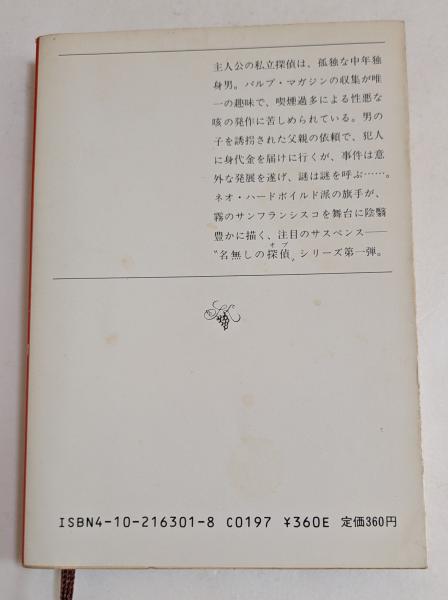 主人公の私立探偵は、孤独な中年独
身男。パルプ・マガジンの収集が唯
一の趣味で、喫煙過多による性悪な
咳の発作に苦しめられている。男の
子を誘拐された父親の依頼で、犯人
に身代金を届けに行くが、事件は意
外な発展を遂げ、謎は謎を呼ぶ……。
ネオ・ハードボイルド派の旗手が、
霧のサンフランシスコを舞台に陰翳
豊かに描く、注目のサスペンス——
オプ
"名無しの探偵"シリーズ第一弾。
ISBN4-10-216301-8 C0197 ¥360E 定価360円